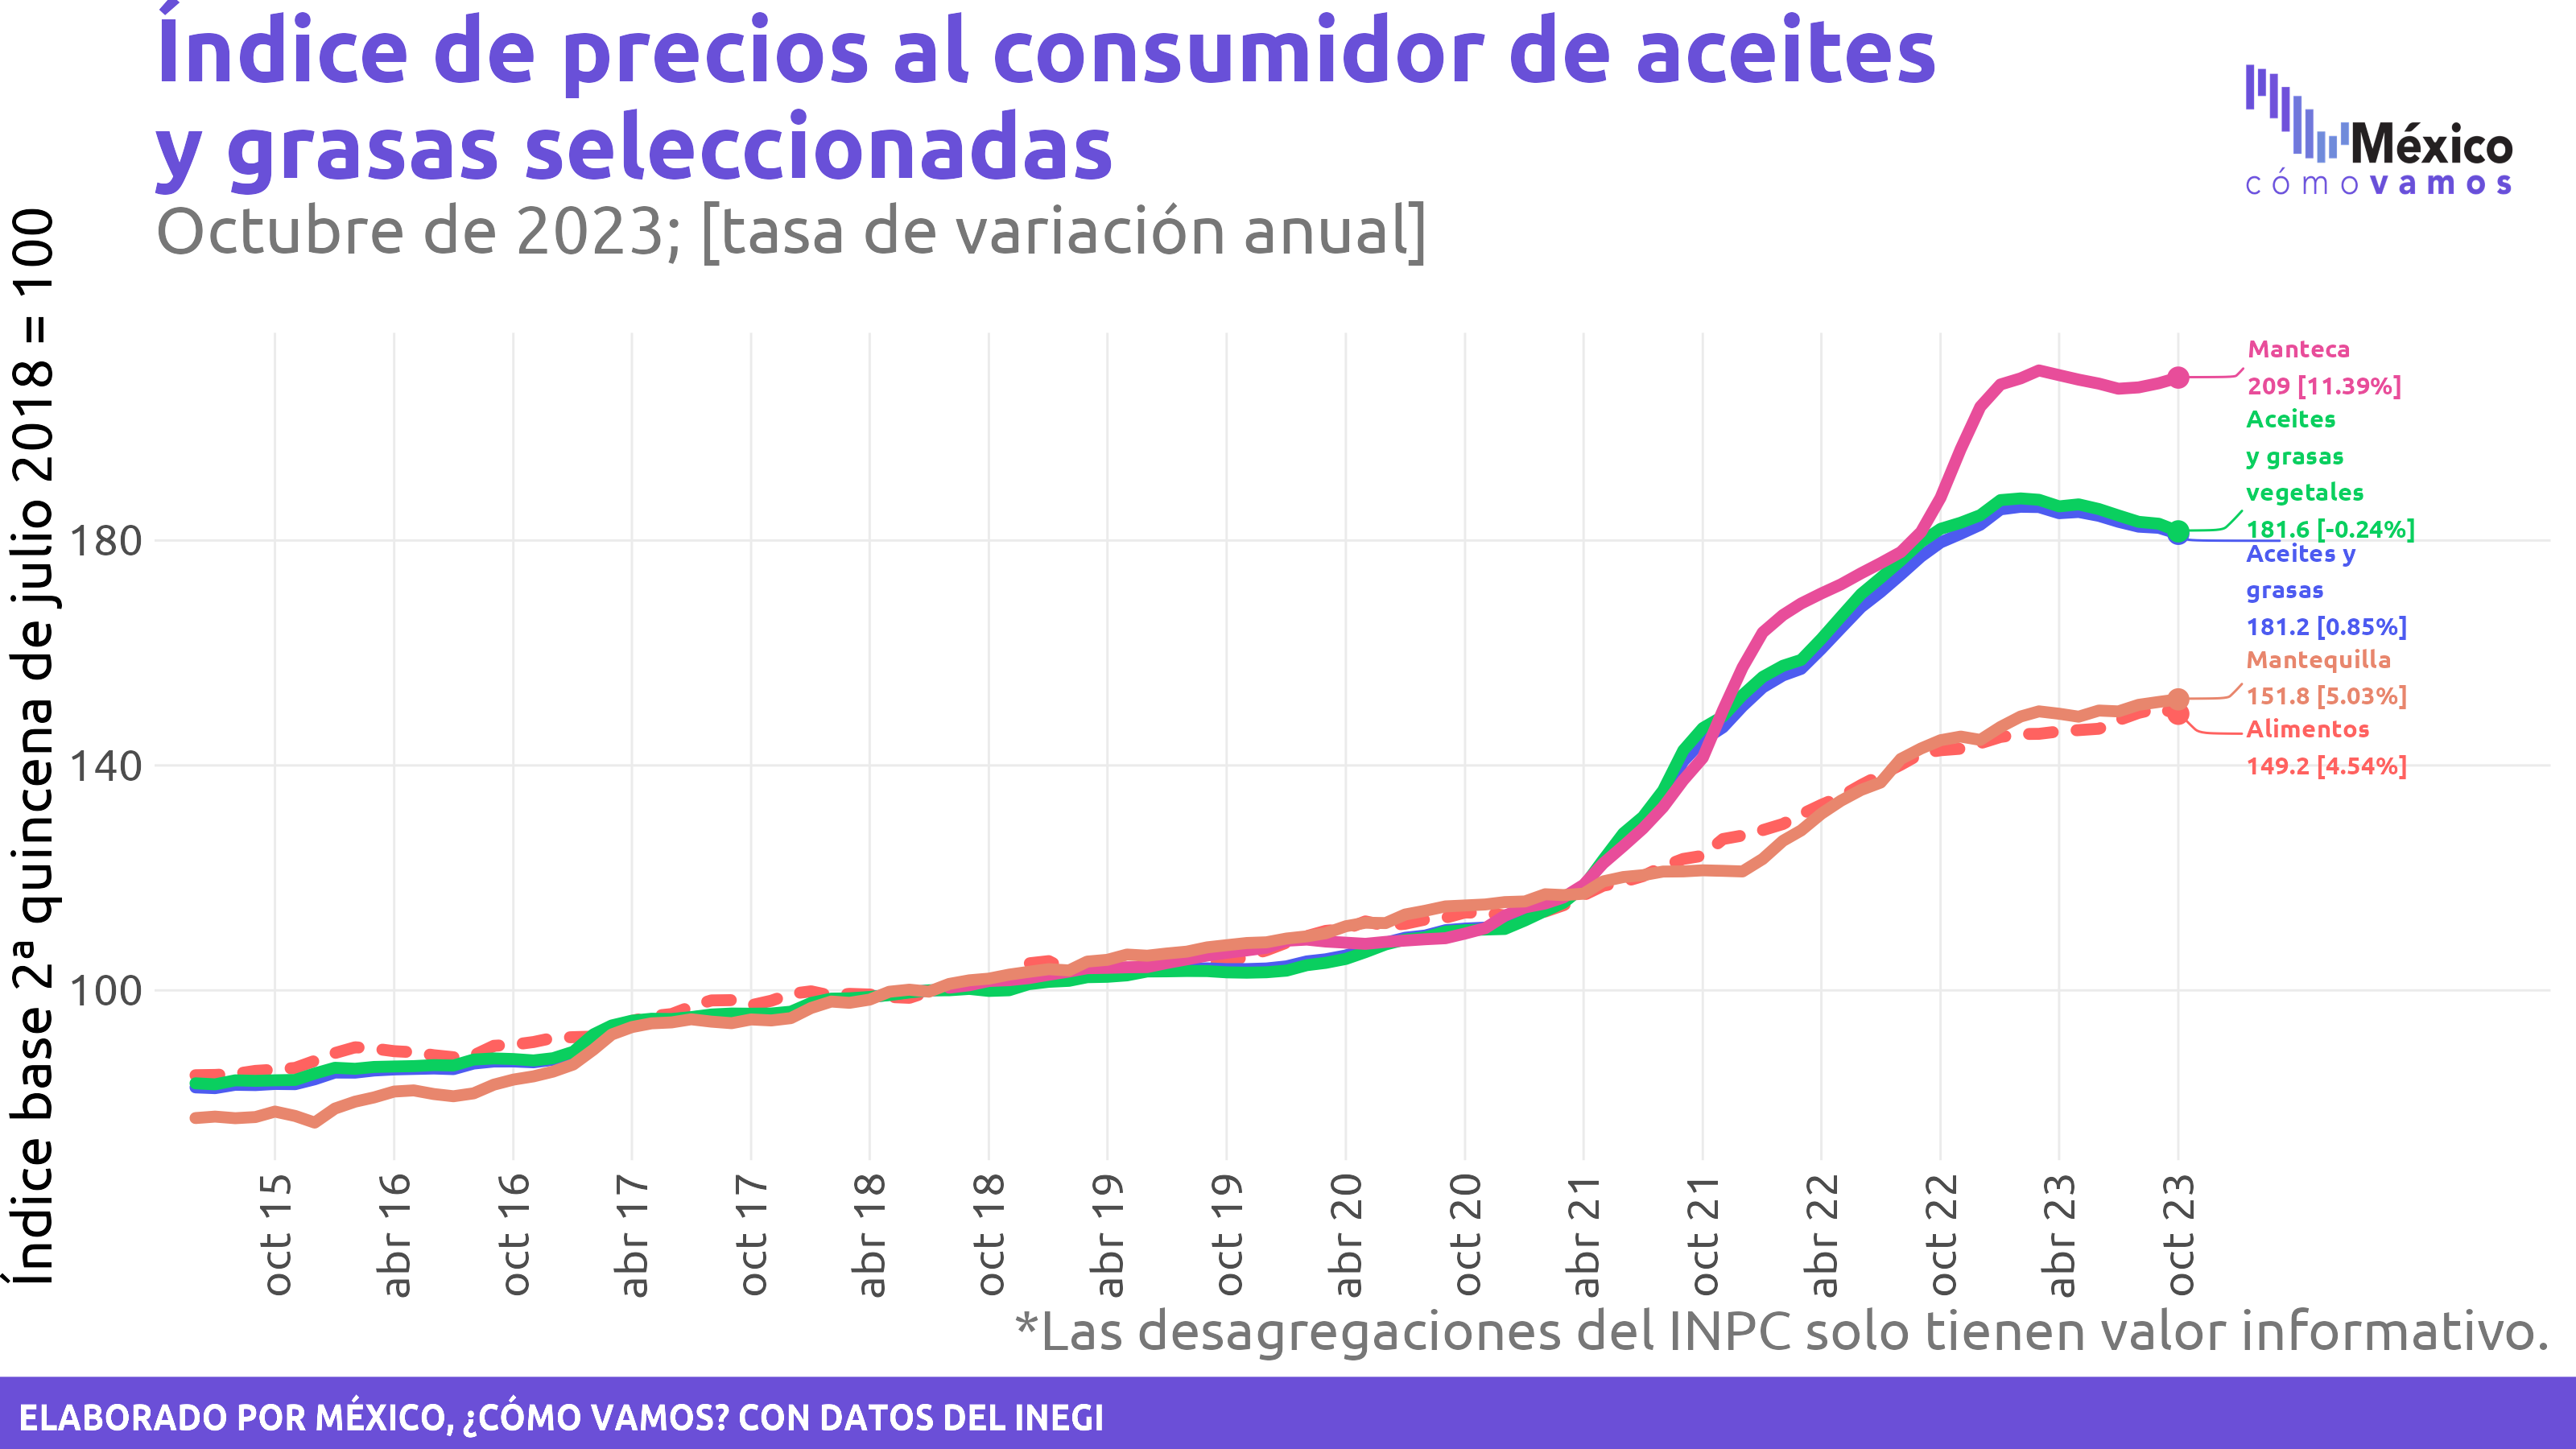 Índice de precios al consumidor de aceites
y grasas seleccionadas
Octubre de 2023; [tasa de variación anual]
México
cómo vamos
Índice base 2ª quincena de julio 2018 = 100
180
140
100
Manteca
209 [11.39%]
Aceites
y grasas
vegetales
181.6 [-0.24%]
Aceites y
grasas
181.2 [0.85%]
Mantequilla
151.8 [5.03%]
Alimentos
149.2 [4.54%]
oct 15
abr 16
oct 16
abr 17
oct 17
abr 18
oct 18
abr 19
oct 19
abr 20
oct 20
abr 21
oct 21
abr 22
oct 22
abr 23
oct 23
*Las desagregaciones del INPC solo tienen valor informativo.
ELABORADO POR MÉXICO, ¿CÓMO VAMOS? CON DATOS DEL INEGI